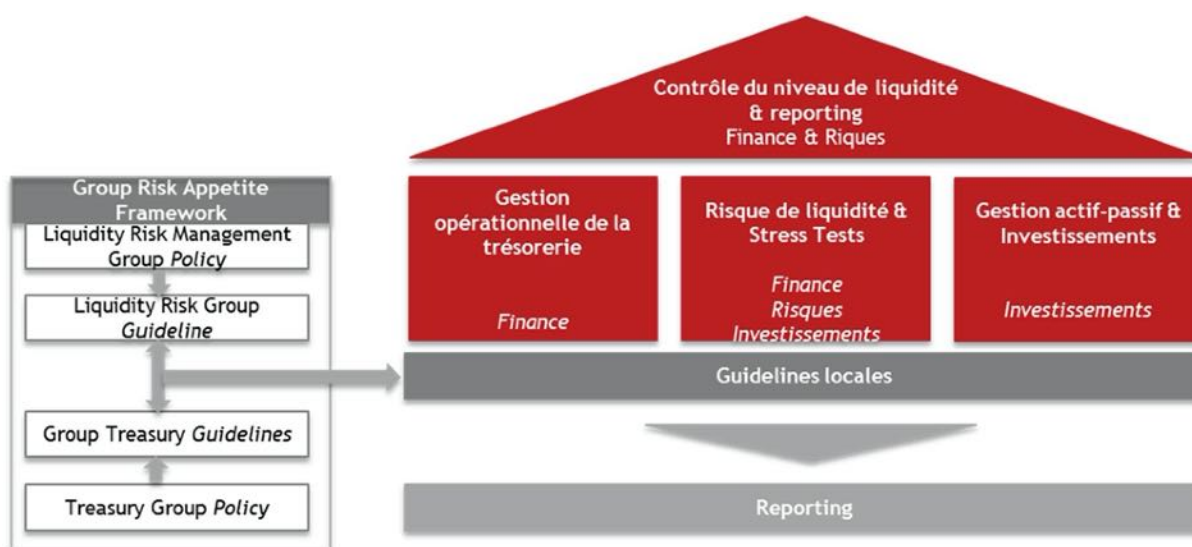 Contrôle du niveau de liquidité
& reporting
Finance & Riques
Group Risk Appetite
Framework
Liquidity Risk Management
Group Policy
Liquidity Risk Group
Guideline
Group Treasury Guidelines
Treasury Group Policy
Gestion
opérationnelle de la
trésorerie
Finance
Risque de liquidité &
Stress Tests
Finance
Risques
Investissements
Gestion actif-passif &
Investissements
Investissements
Guidelines locales
Reporting